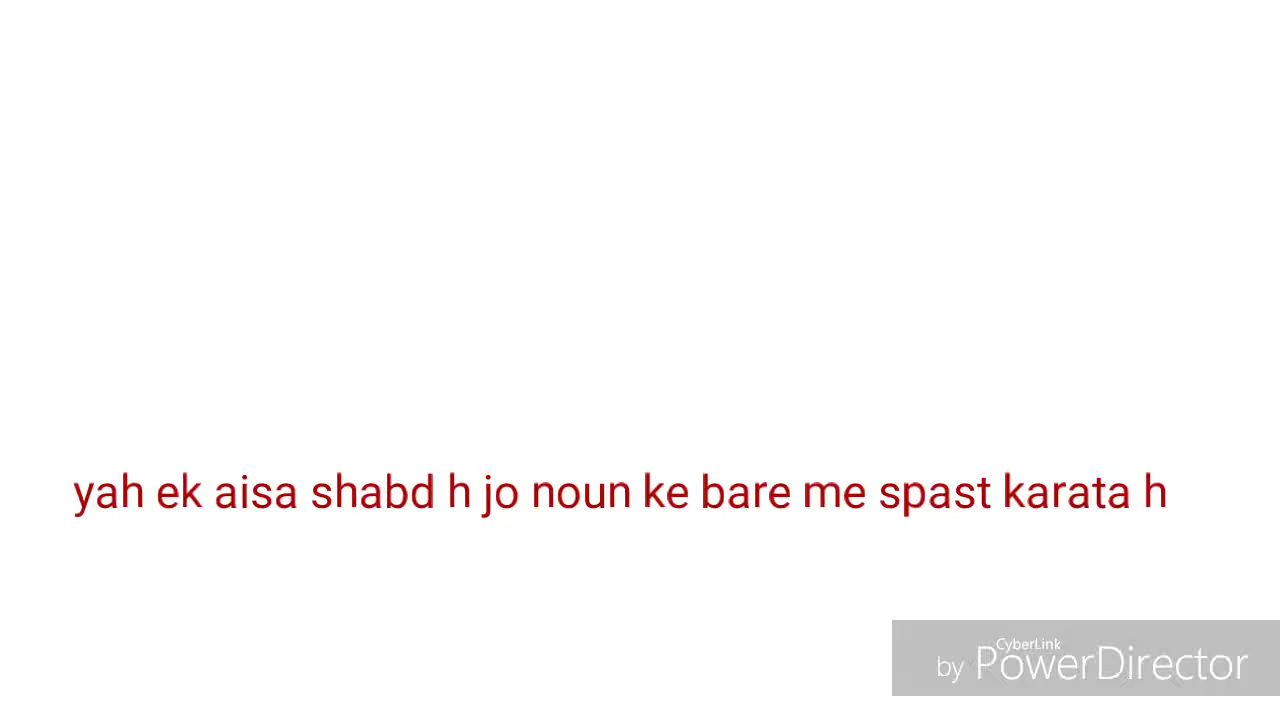 yah ek aisa shabd h jo noun ke bare me spast karata h
CyberLink
by PowerDirector